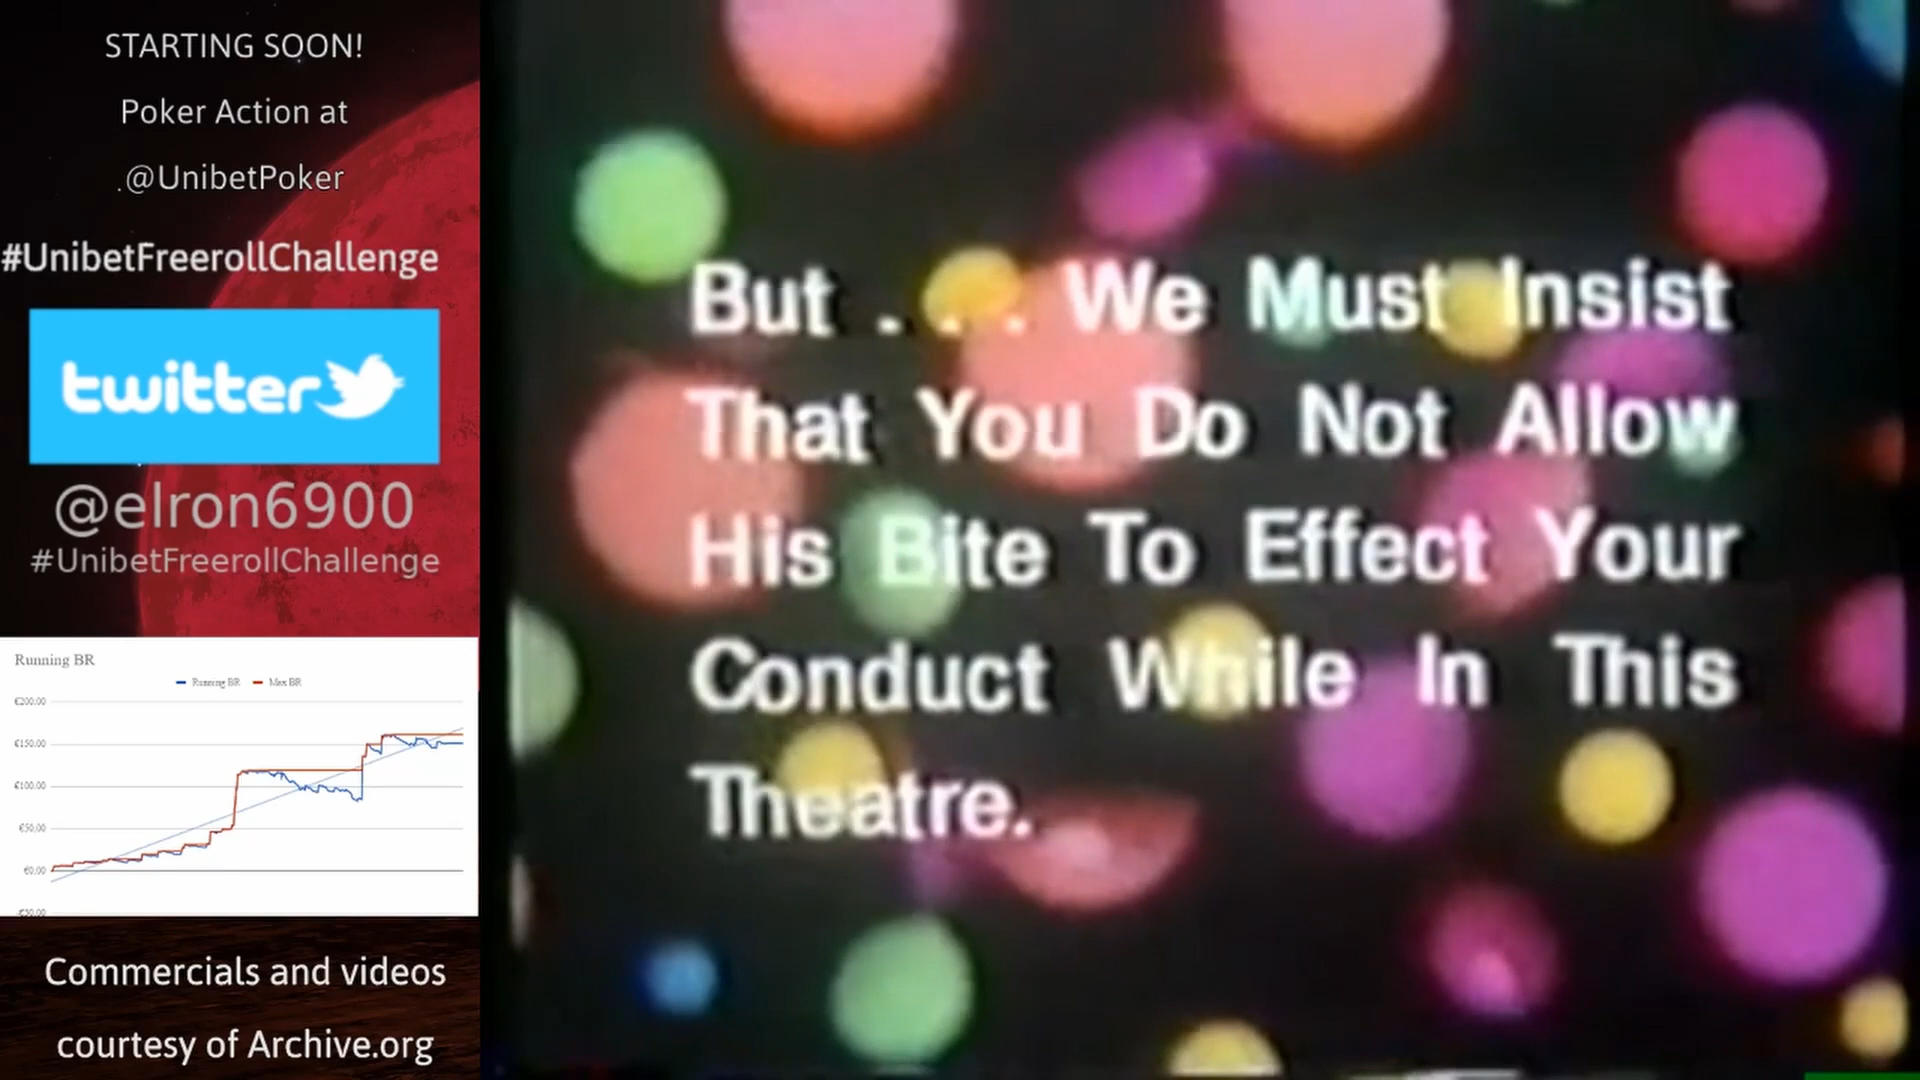 STARTING SOON!
Poker Action at
@UnibetPoker
#UnibetFreerollChallenge
twitter
@elron6900
#UnibetFreerollChallenge
Running BR
Running BR
Max BR
€200.00
€150.00
€100.00
€50.00
€0.00
-€50.00
Commercials and videos
courtesy of Archive.org
But . . . We Must Insist
That You Do Not Allow
His Bite To Effect Your
Conduct While In This
Theatre.